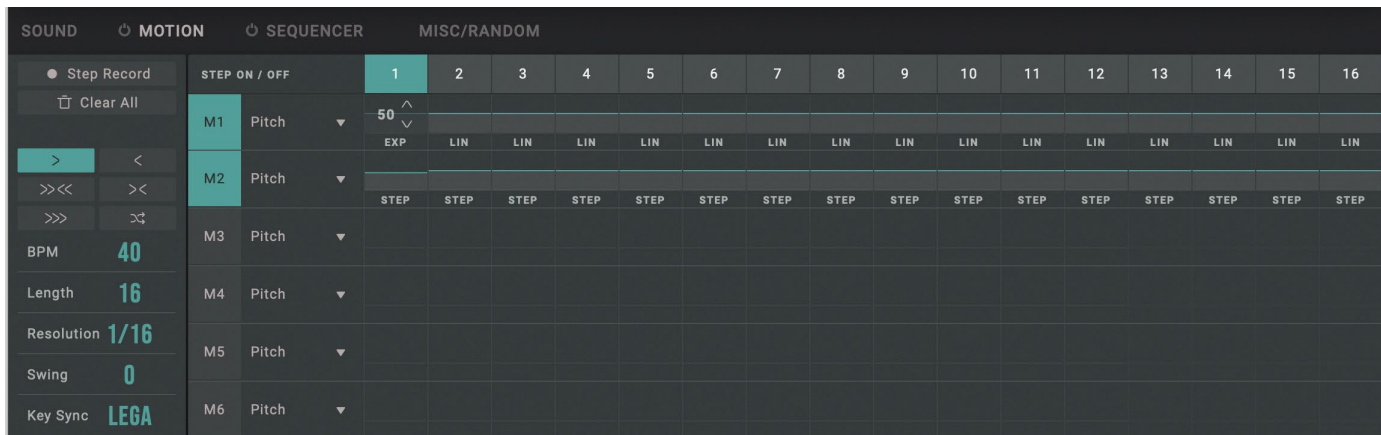 SOUND MOTION SEQUENCER MISC/RANDOM
Step Record
Clear All
> <
>><< ><
>>>
BPM 40
Length 16
Resolution 1/16
Swing 0
Key Sync LEGA
STEP ON / OFF 1 2 3 4 5 6 7 8 9 10 11 12 13 14 15 16
M1 Pitch 50
EXP LIN LIN LIN LIN LIN LIN LIN LIN LIN LIN LIN LIN LIN LIN LIN
M2 Pitch
STEP STEP STEP STEP STEP STEP STEP STEP STEP STEP STEP STEP STEP STEP STEP STEP
M3 Pitch
M4 Pitch
M5 Pitch
M6 Pitch